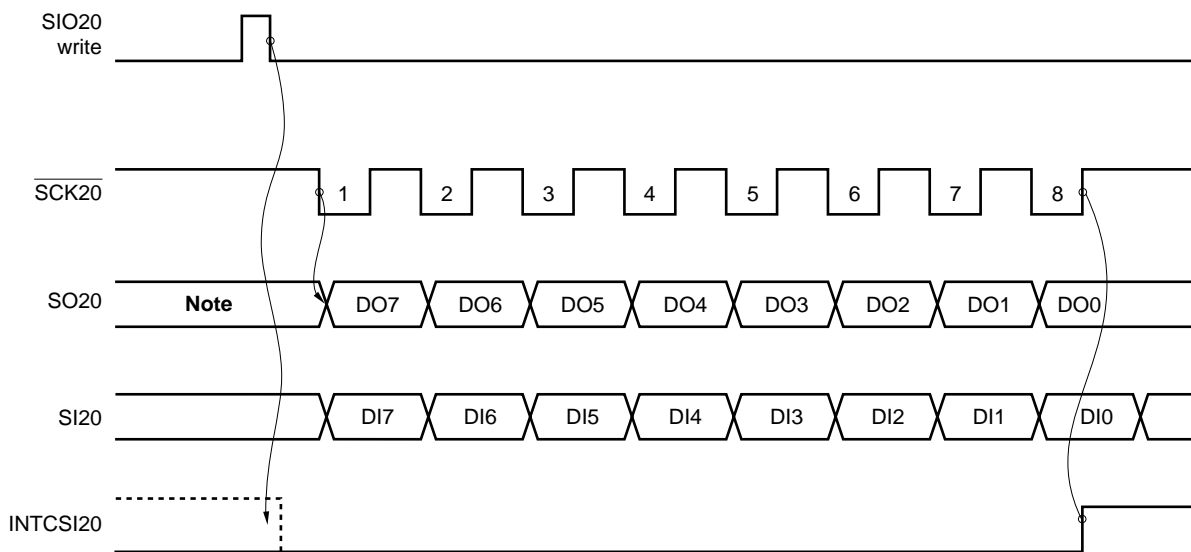 SIO20
write
SCK20
1 2 3 4 5 6 7 8
SO20
Note DO7 DO6 DO5 DO4 DO3 DO2 DO1 DO0
SI20
DI7 DI6 DI5 DI4 DI3 DI2 DI1 DI0
INTCSI20